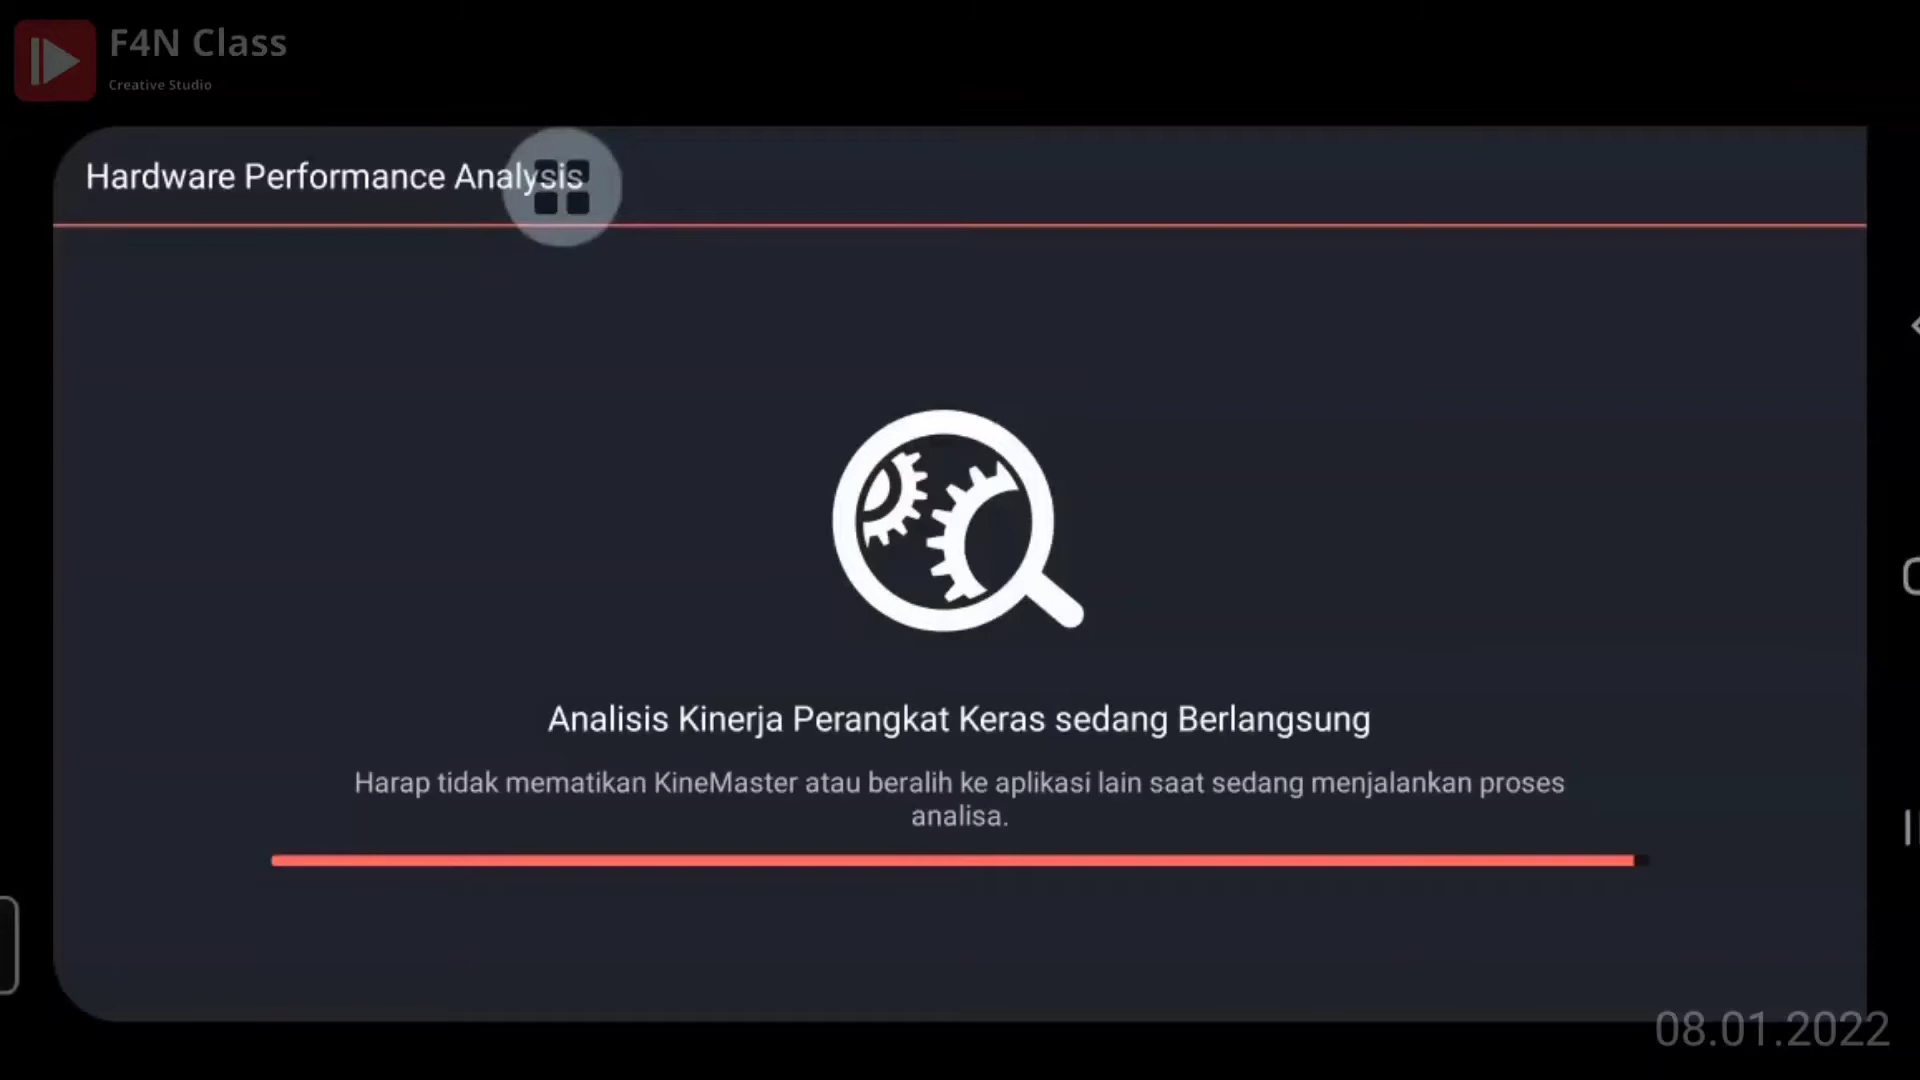 F4N Class
Creative Studio
Hardware Performance Analysis
Analisis Kinerja Perangkat Keras sedang Berlangsung
Harap tidak mematikan KineMaster atau beralih ke aplikasi lain saat sedang menjalankan proses
analisa.
08.01.2022